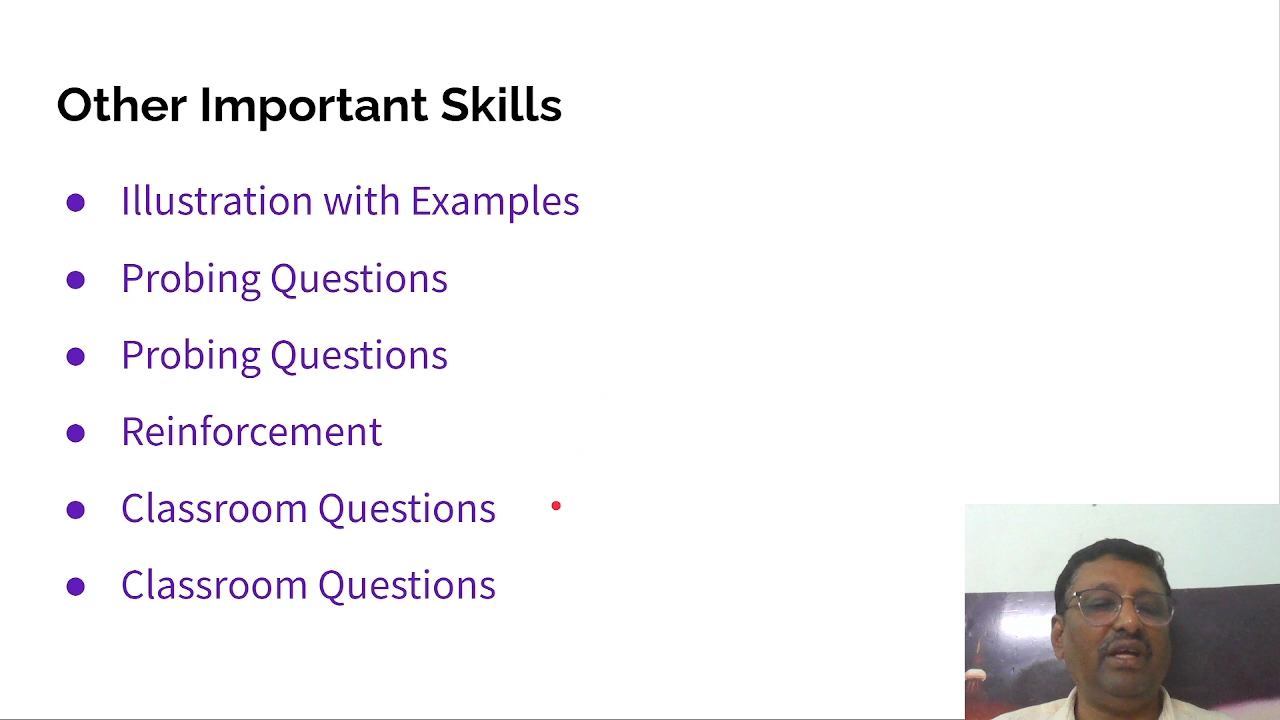 Other Important Skills
● Illustration with Examples
● Probing Questions
● Probing Questions
● Reinforcement
● Classroom Questions
● Classroom Questions